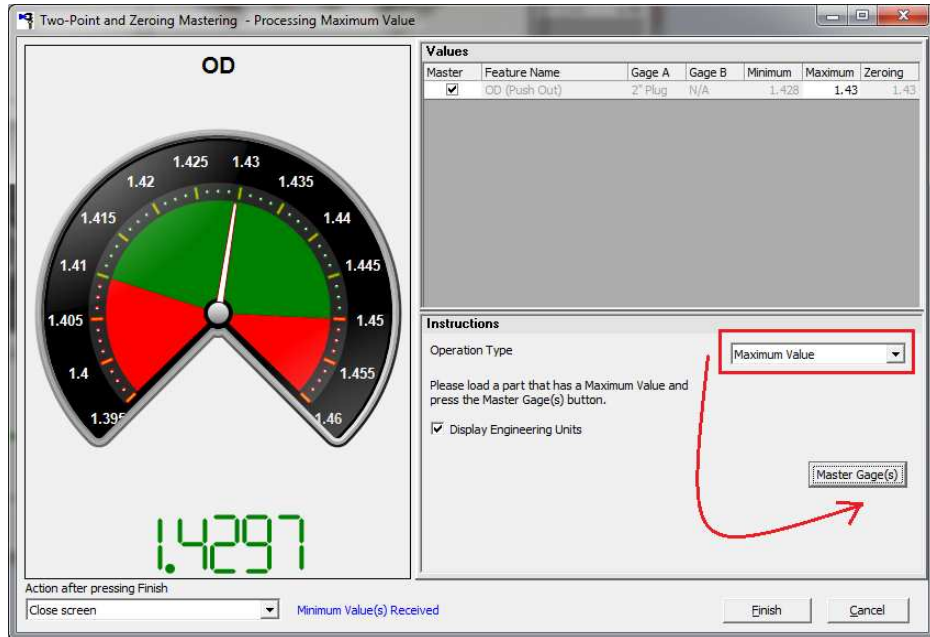 Two-Point and Zeroing Mastering - Processing Maximum Value
OD
1.395
1.4
1.405
1.41
1.415
1.42
1.425
1.43
1.435
1.44
1.445
1.45
1.455
1.46
1.4297
Values
Master Feature Name Gage A Gage B Minimum Maximum Zeroing
OD (Push Out) 2" Plug N/A 1.428 1.43 1.43
Instructions
Operation Type Maximum Value
Please load a part that has a Maximum Value and
press the Master Gage(s) button.
Display Engineering Units
Master Gage(s)
Action after pressing Finish
Close screen Minimum Value(s) Received Finish Cancel